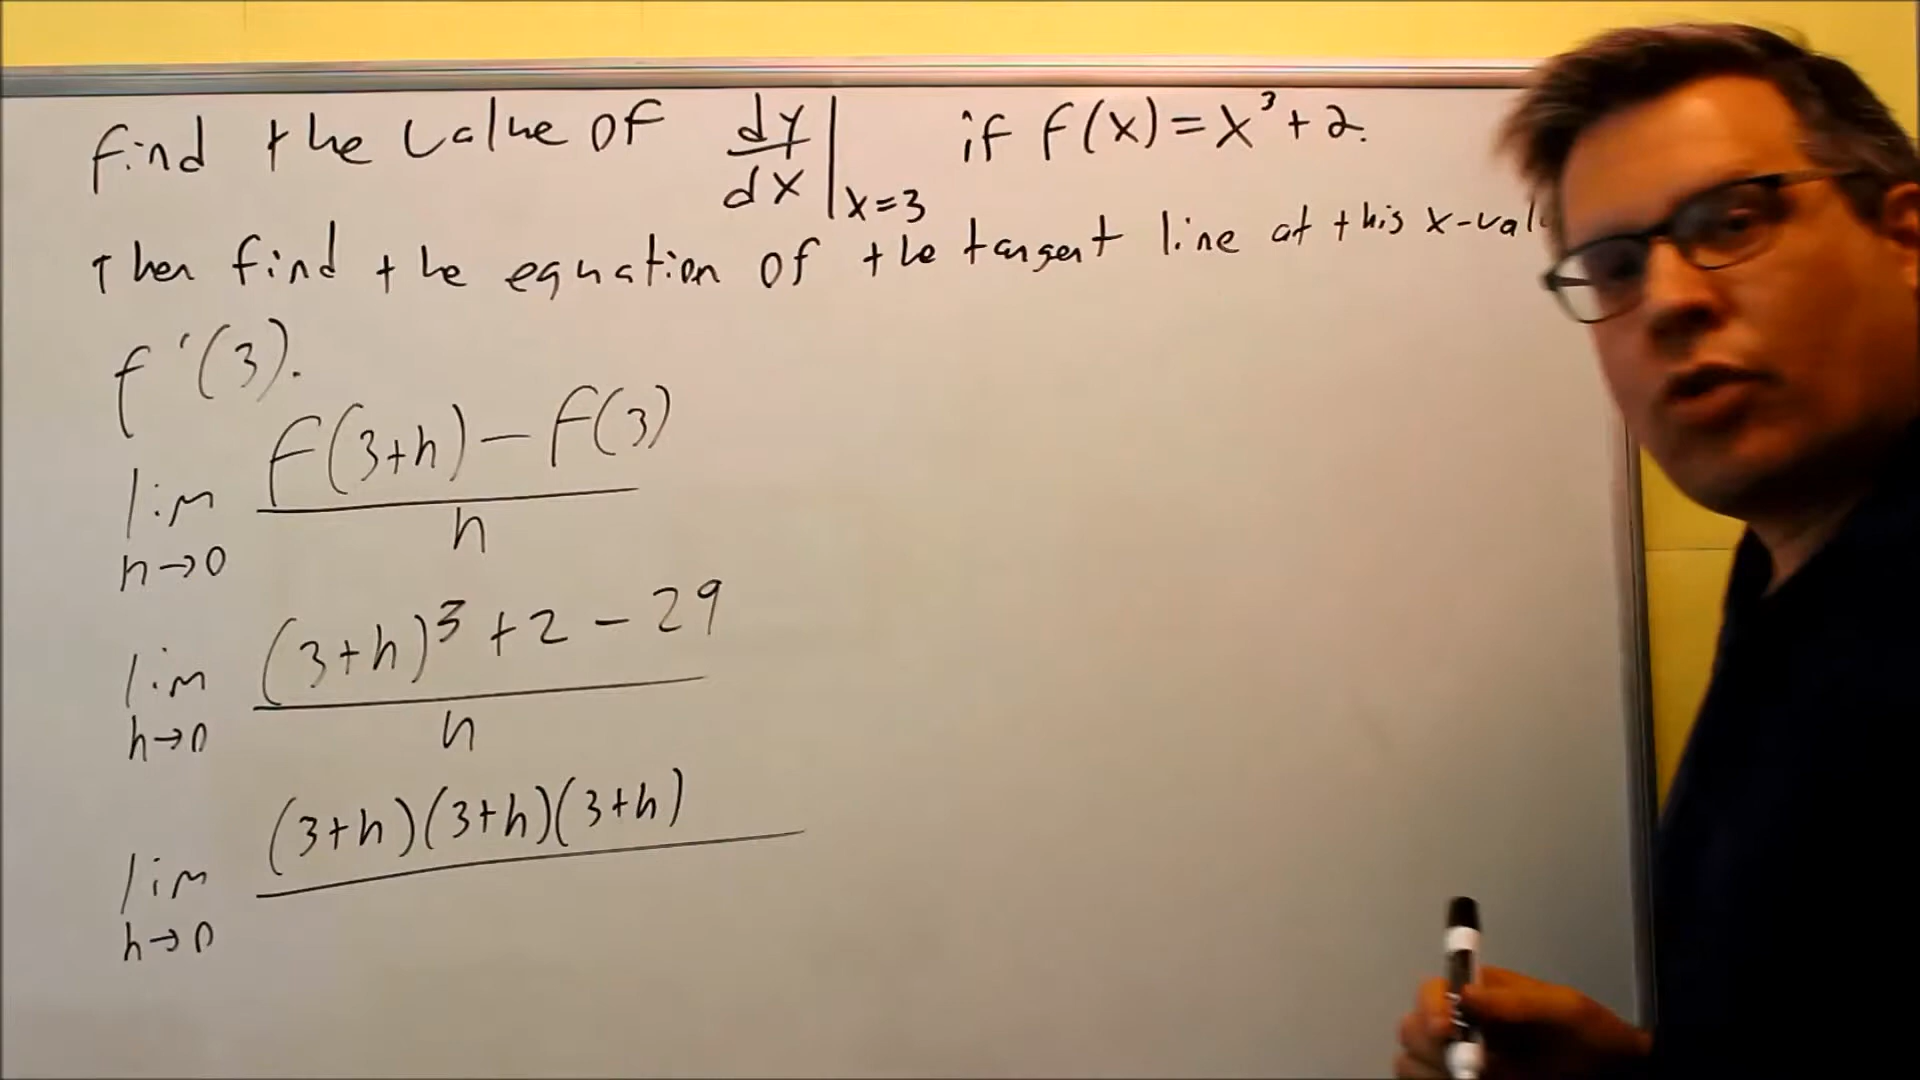 Find the value of dy/dx | x=3 if f(x)=x³+2.
Then find the equation of the tangent line at this x-val
f'(3).
lim h→0 f(3+h)-f(3) / h
lim h→0 (3+h)³+2-29 / h
lim h→0 (3+h)(3+h)(3+h)